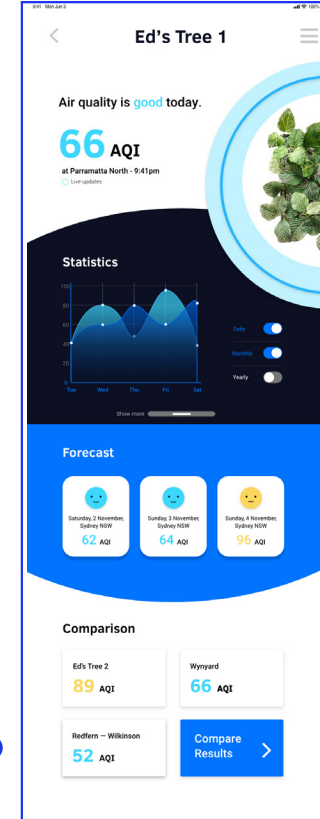 9:41 Mon Jun 3
100%
Ed's Tree 1
Air quality is good today.
66 AQI
at Parramatta North - 9:41pm
Live updates
Statistics
100
80
60
40
20
0
Tue Wed Thu Fri Sat
Daily
Monthly
Yearly
Show more
Forecast
Saturday, 2 November,
Sydney NSW
62 AQI
Sunday, 3 November,
Sydney NSW
64 AQI
Sunday, 4 November,
Sydney NSW
96 AQI
Comparison
Ed's Tree 2
89 AQI
Wynyard
66 AQI
Redfern — Wilkinson
52 AQI
Compare
Results